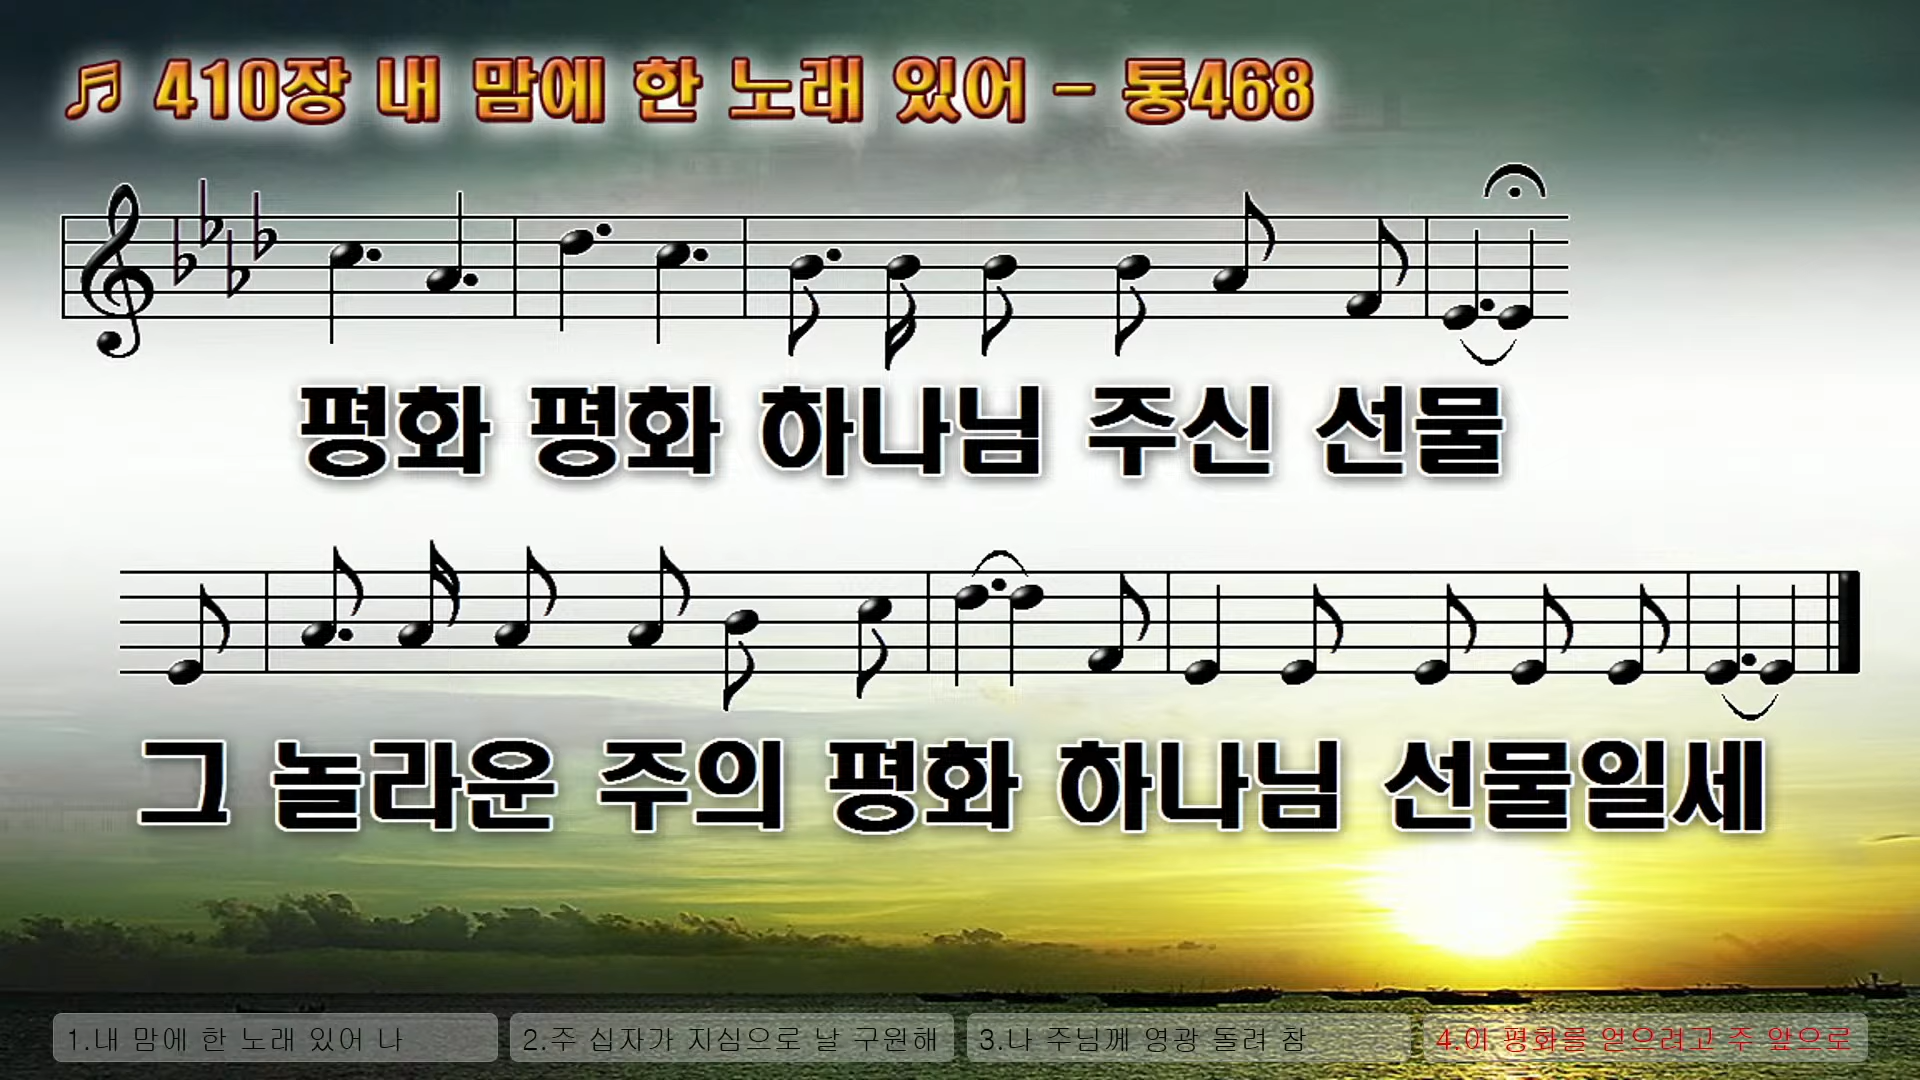 ♬ 410장 내 맘에 한 노래 있어 - 통468
평화 평화 하나님 주신 선물
그 놀라운 주의 평화 하나님 선물일세
1.내 맘에 한 노래 있어 나
2.주 십자가 지심으로 날 구원해
3.나 주님께 영광 돌려 참
4.이 평화를 얻으려고 주 앞으로